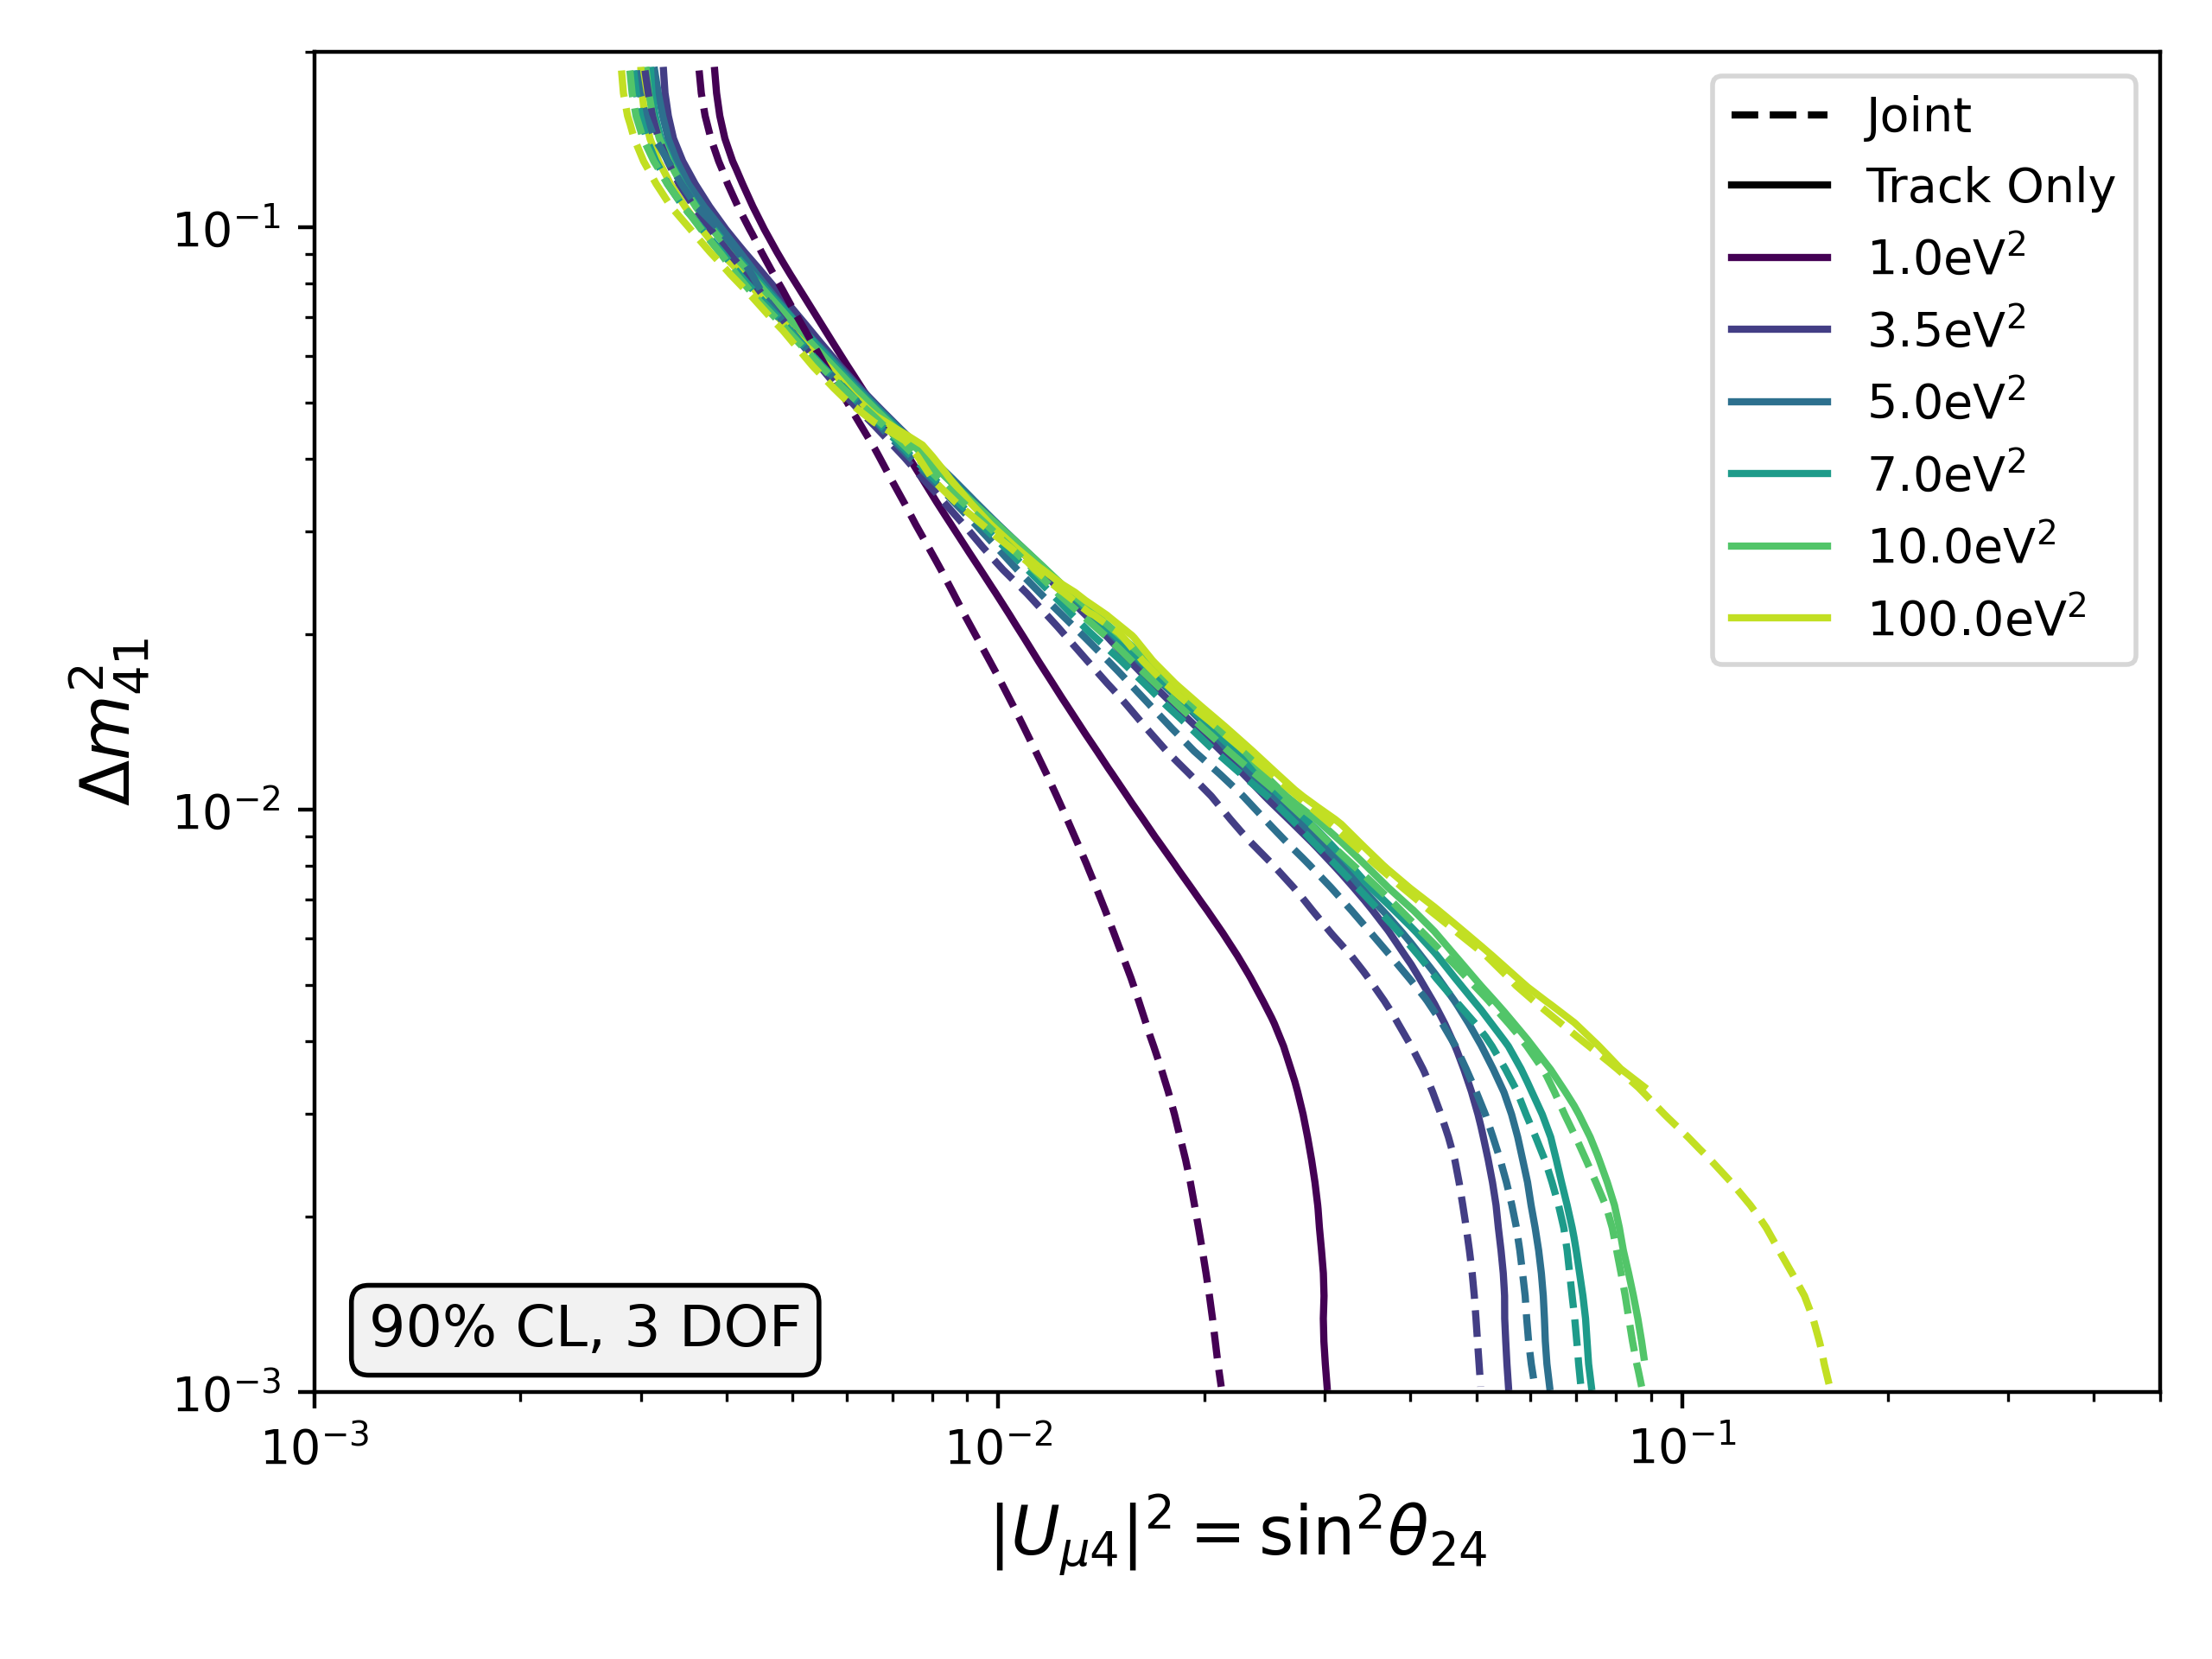 Joint
Track Only
1.0eV²
3.5eV²
5.0eV²
7.0eV²
10.0eV²
100.0eV²
10⁻¹
10⁻²
10⁻³
Δm²₄₁
90% CL, 3 DOF
10⁻³ 10⁻² 10⁻¹
|U_μ4|² = sin²θ₂₄